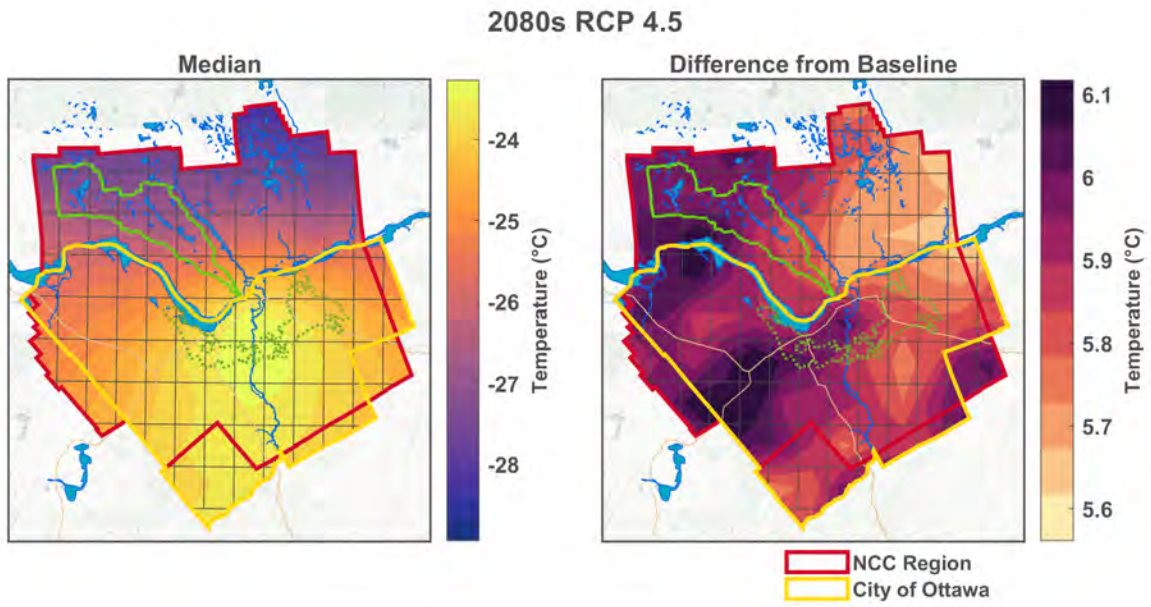 2080s RCP 4.5
Median
Difference from Baseline
-24
-25
-26
-27
-28
Temperature (°C)
6.1
6
5.9
5.8
5.7
5.6
Temperature (°C)
NCC Region
City of Ottawa